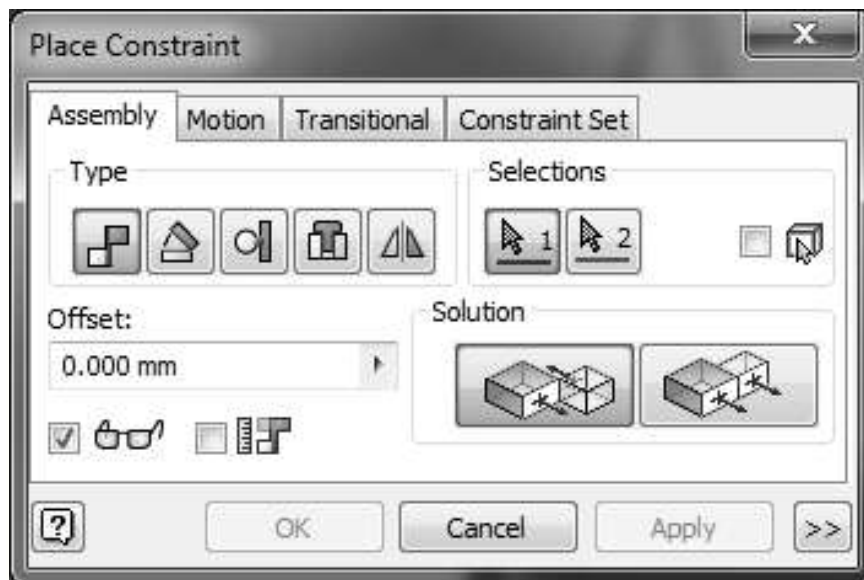 Place Constraint
Assembly Motion Transitional Constraint Set
Type
Selections
1 2
Offset:
0.000 mm
Solution
? OK Cancel Apply >>